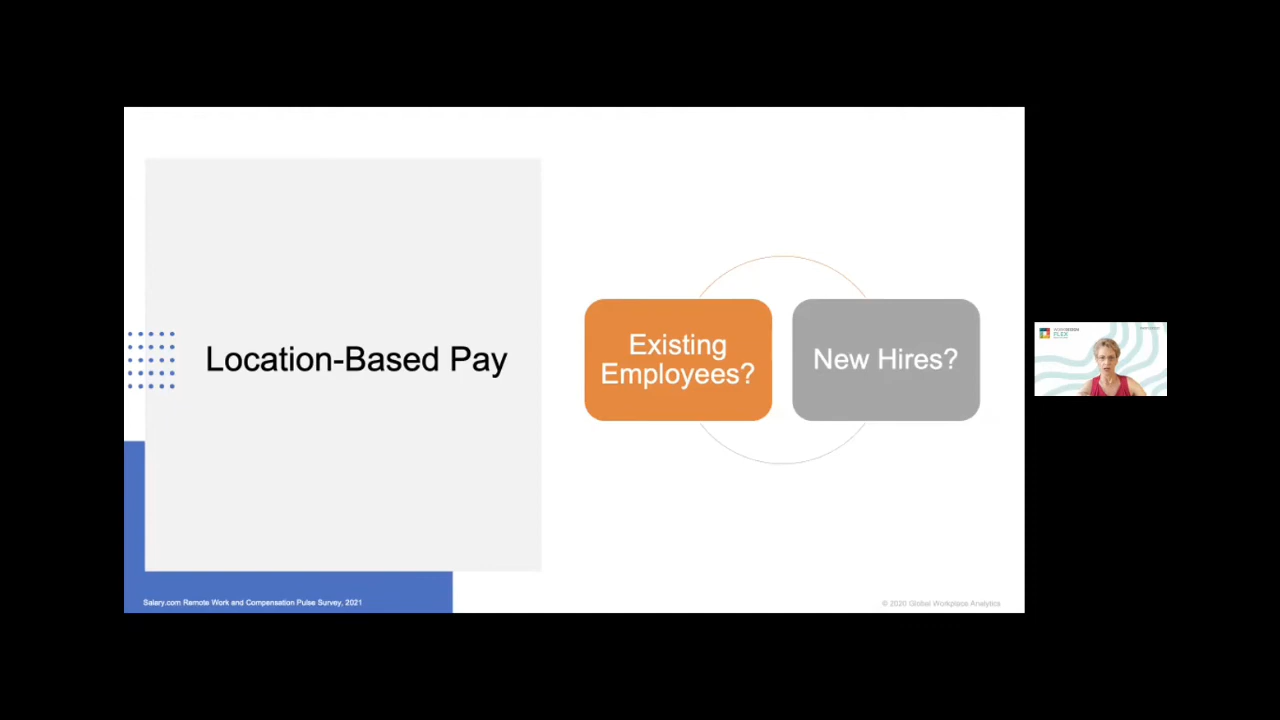 Location-Based Pay
Existing
Employees?
New Hires?
Salary.com Remote Work and Compensation Pulse Survey, 2021
© 2020 Global Workplace Analytics
PLEX